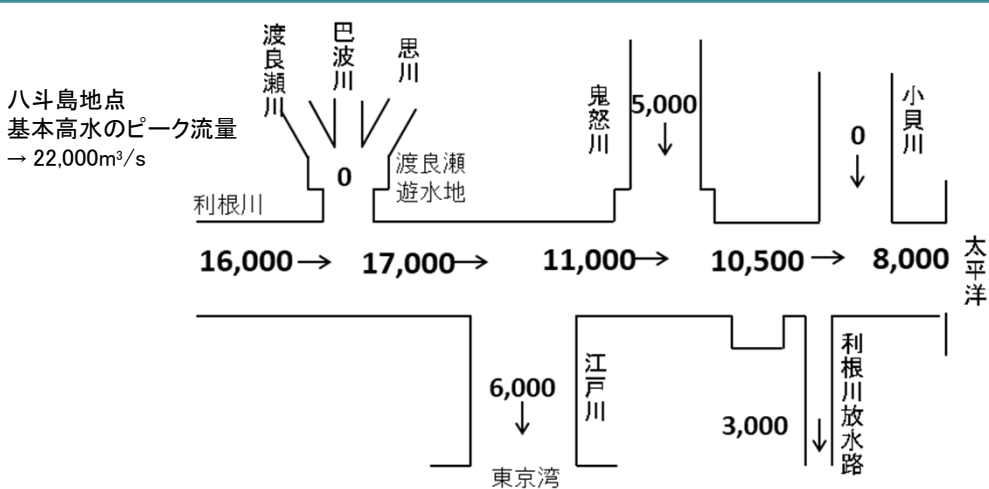 八斗島地点
基本高水のピーク流量
→ 22,000m³/s
渡良瀬川
巴波川
思川
0
渡良瀬
遊水地
鬼怒川
5,000
↓
0
↓
小貝川
利根川
16,000→
17,000→
11,000→
10,500→
8,000
太平洋
6,000
↓
江戸川
東京湾
3,000
↓
利根川放水路